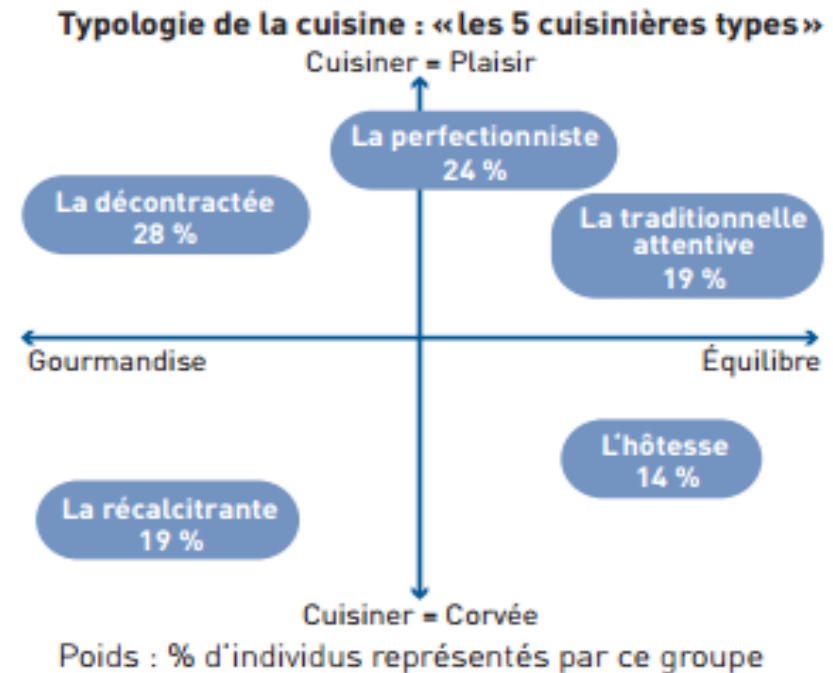 Typologie de la cuisine : «les 5 cuisinières types»
Cuisiner = Plaisir
La perfectionniste
24 %
La décontractée
28 %
La traditionnelle
attentive
19 %
Gourmandise
Équilibre
L'hôtesse
14 %
La récalcitrante
19 %
Cuisiner = Corvée
Poids : % d'individus représentés par ce groupe